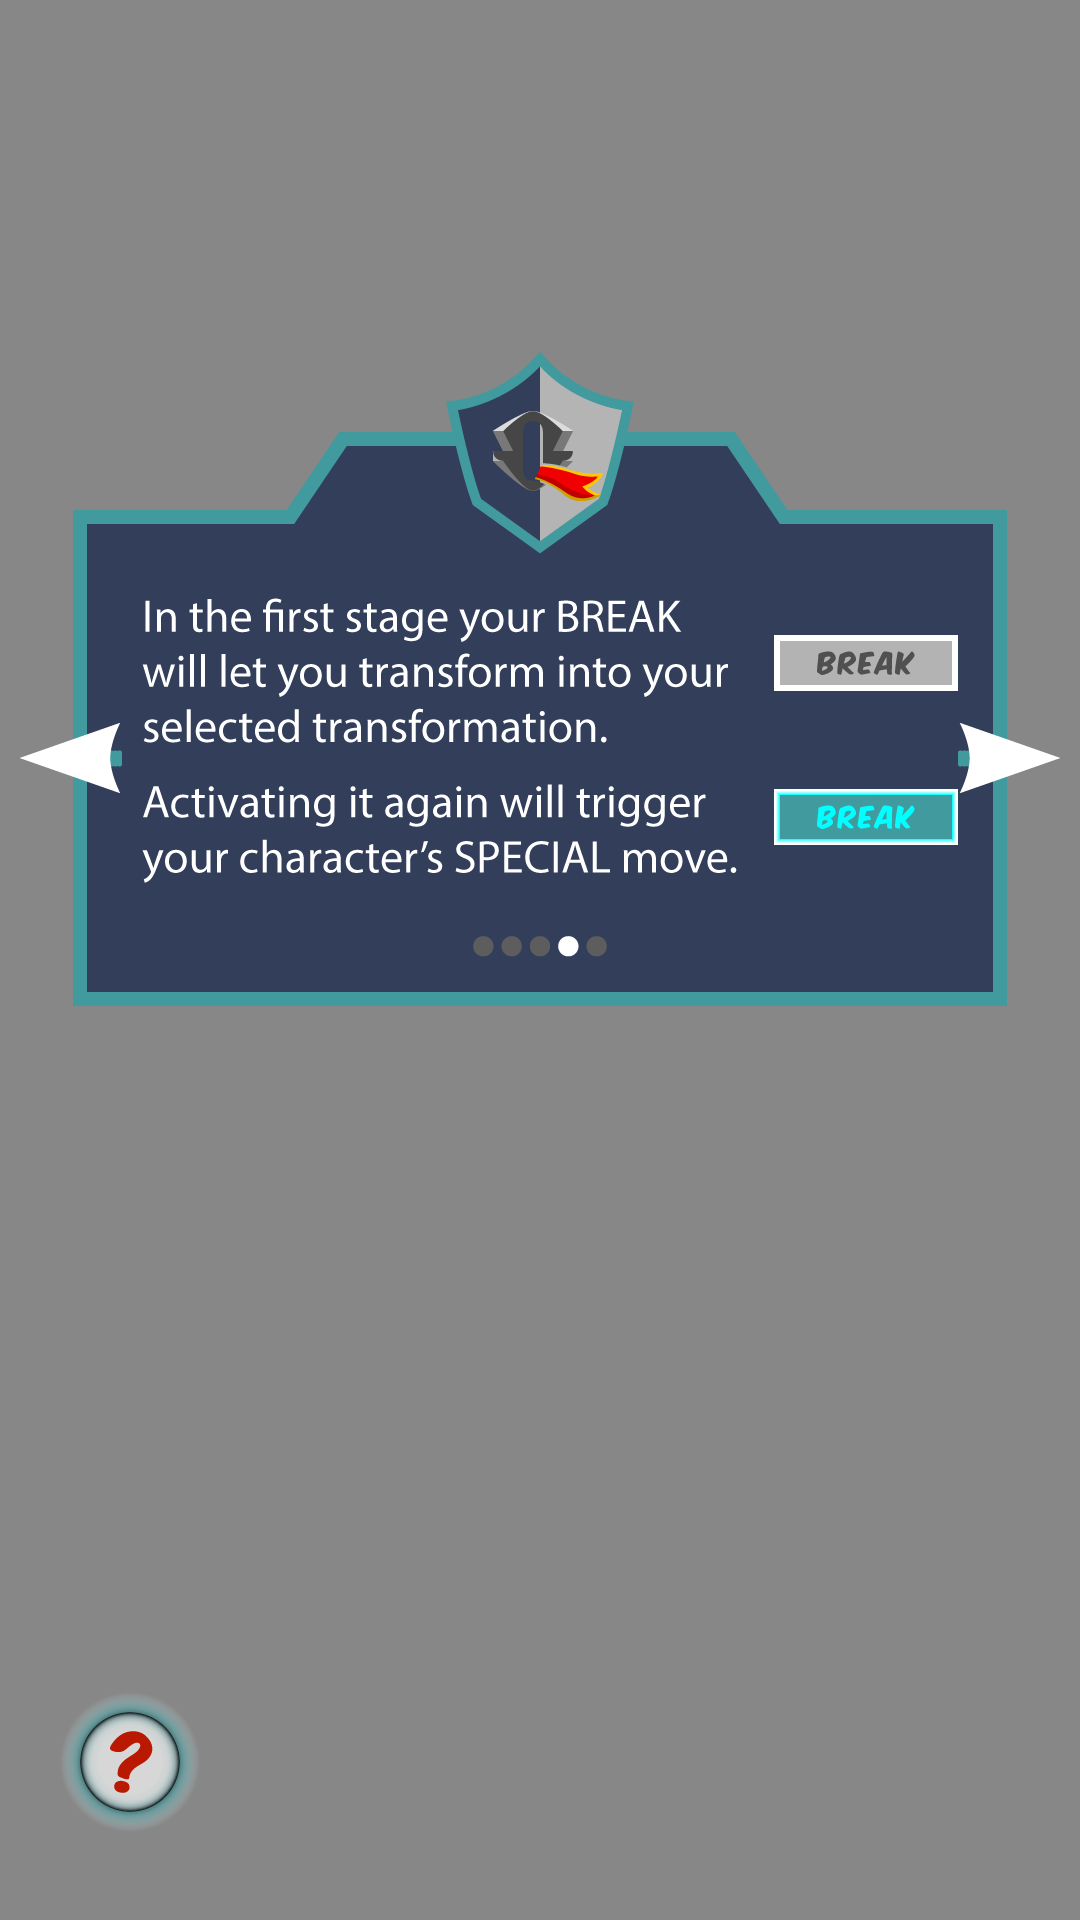 In the first stage your BREAK
will let you transform into your
selected transformation.
BREAK
Activating it again will trigger
your character’s SPECIAL move.
BREAK
?